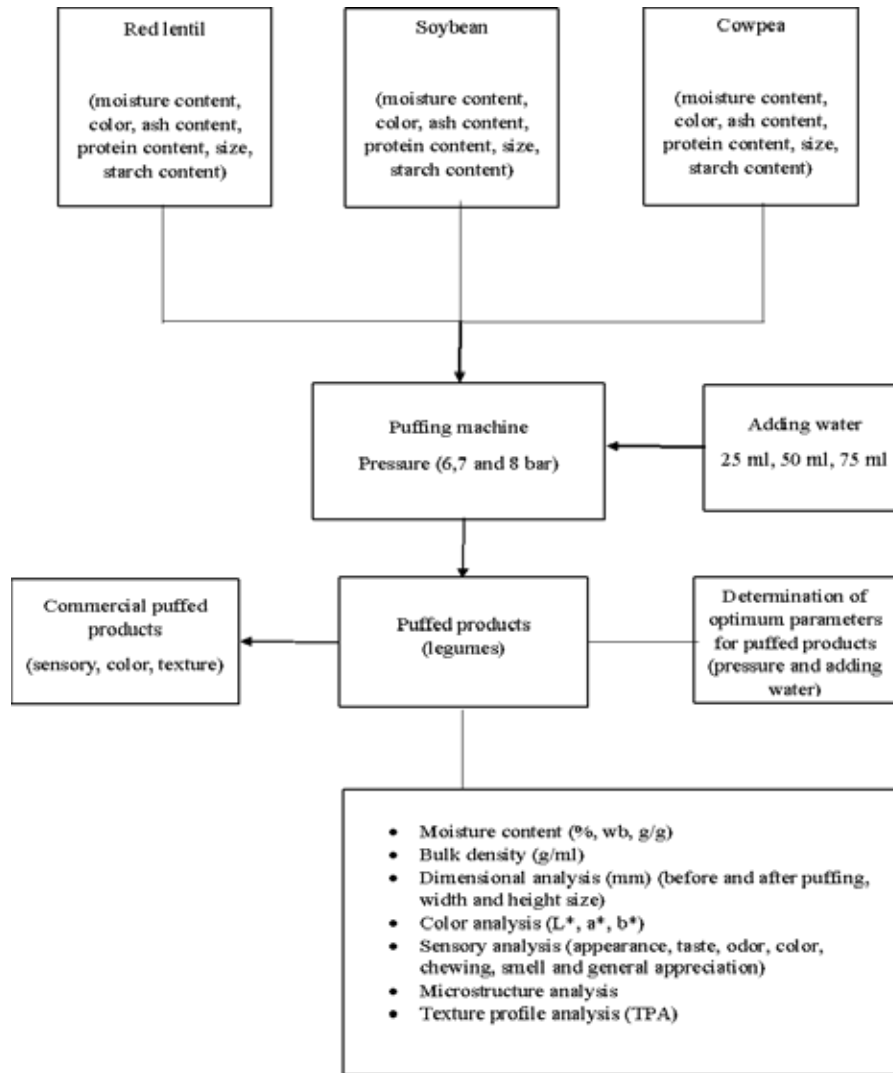 Red lentil
(moisture content,
color, ash content,
protein content, size,
starch content)
Soybean
(moisture content,
color, ash content,
protein content, size,
starch content)
Cowpea
(moisture content,
color, ash content,
protein content, size,
starch content)
Puffing machine
Pressure (6,7 and 8 bar)
Adding water
25 ml, 50 ml, 75 ml
Commercial puffed
products
(sensory, color, texture)
Puffed products
(legumes)
Determination of
optimum parameters
for puffed products
(pressure and adding
water)
• Moisture content (%, wb, g/g)
• Bulk density (g/ml)
• Dimensional analysis (mm) (before and after puffing,
width and height size)
• Color analysis (L*, a*, b*)
• Sensory analysis (appearance, taste, odor, color,
chewing, smell and general appreciation)
• Microstructure analysis
• Texture profile analysis (TPA)